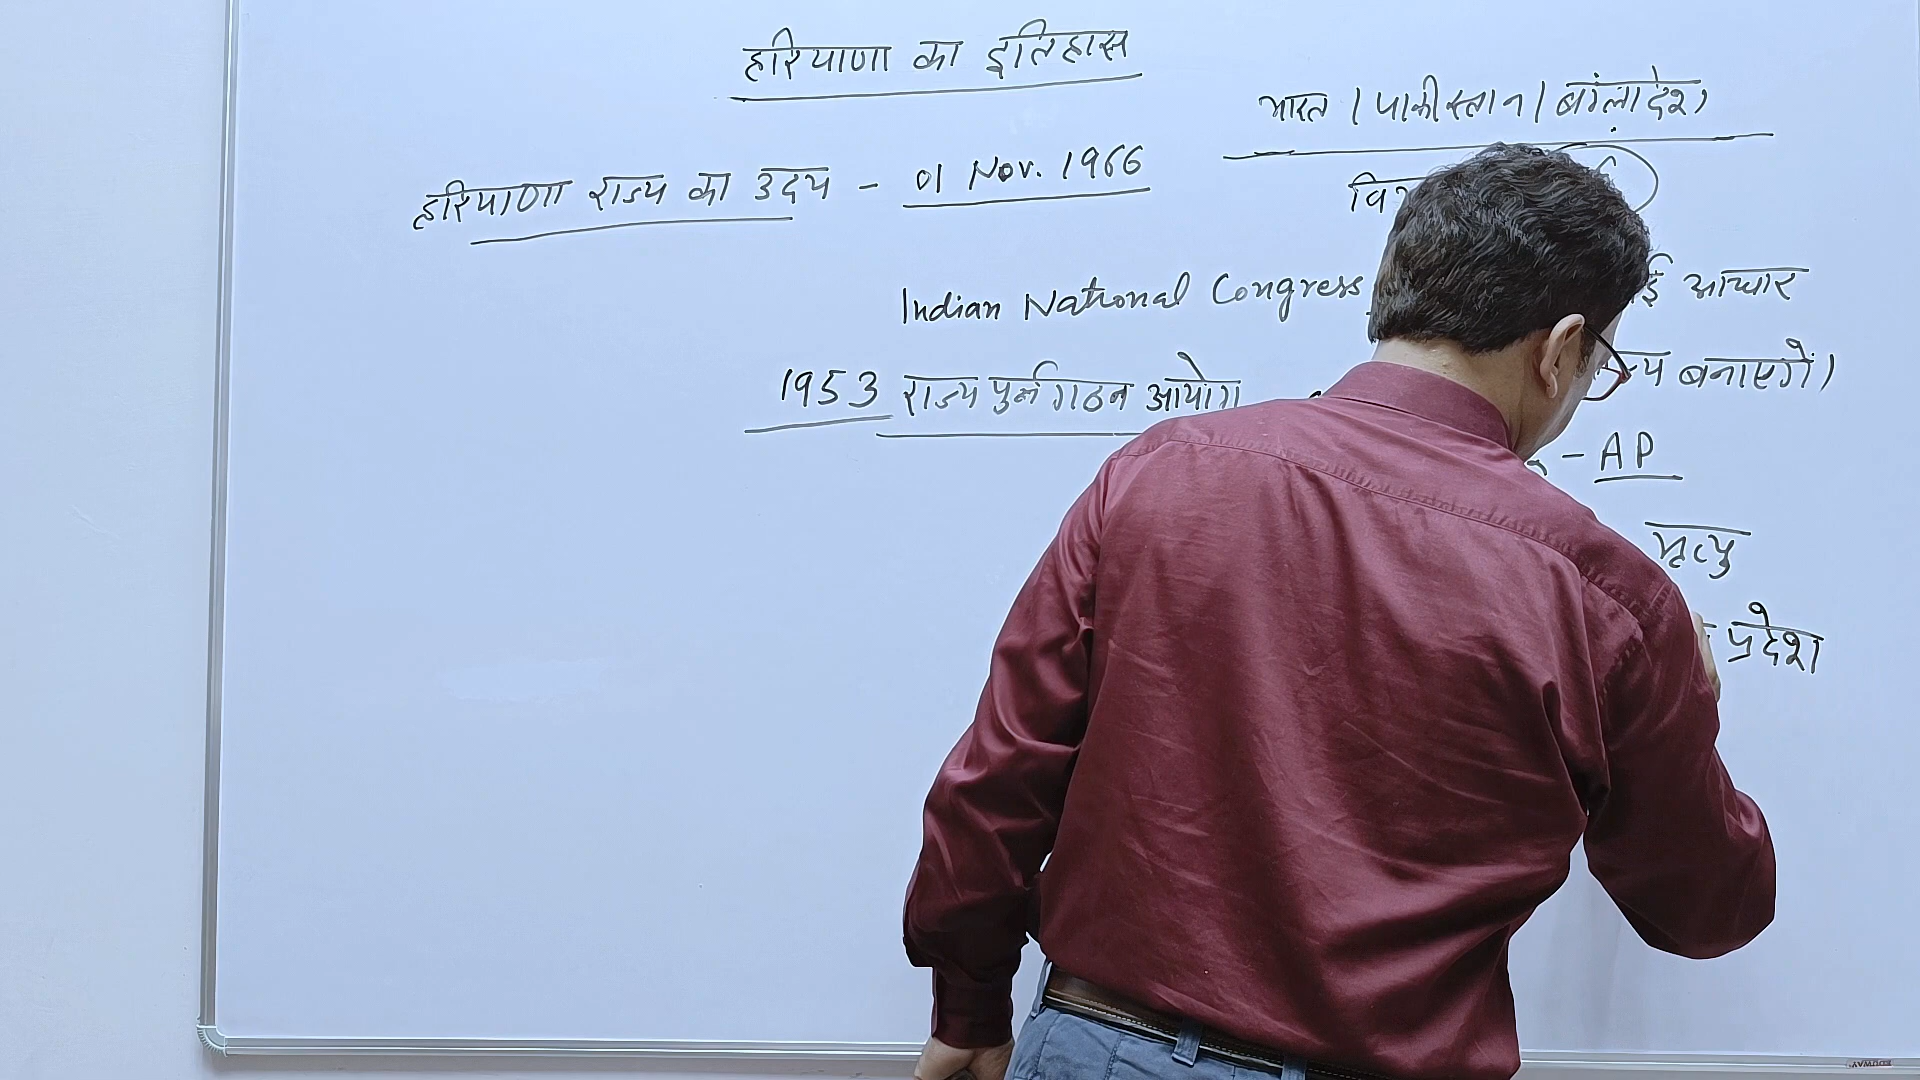 हरियाणा का इतिहास
भारत / पाकीस्तान / बांग्लादेश
हरियाणा राज्य का उदय - 01 Nov. 1966
Indian National Congress
आधार
1953 राज्य पुर्नगठन आयोग
बनाएगें।
- AP
मृत्यु
प्रदेश